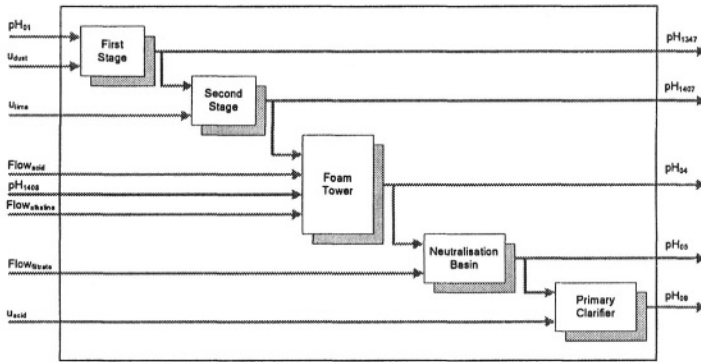 pH01
First
Stage
pH1347
udust
Second
Stage
pH1407
ulime
Foam
Tower
Flowacid
pH1408
pH04
Flowalkaline
Neutralisation
Basin
pH05
Flowfiltrate
Primary
Clarifier
pH09
uacid